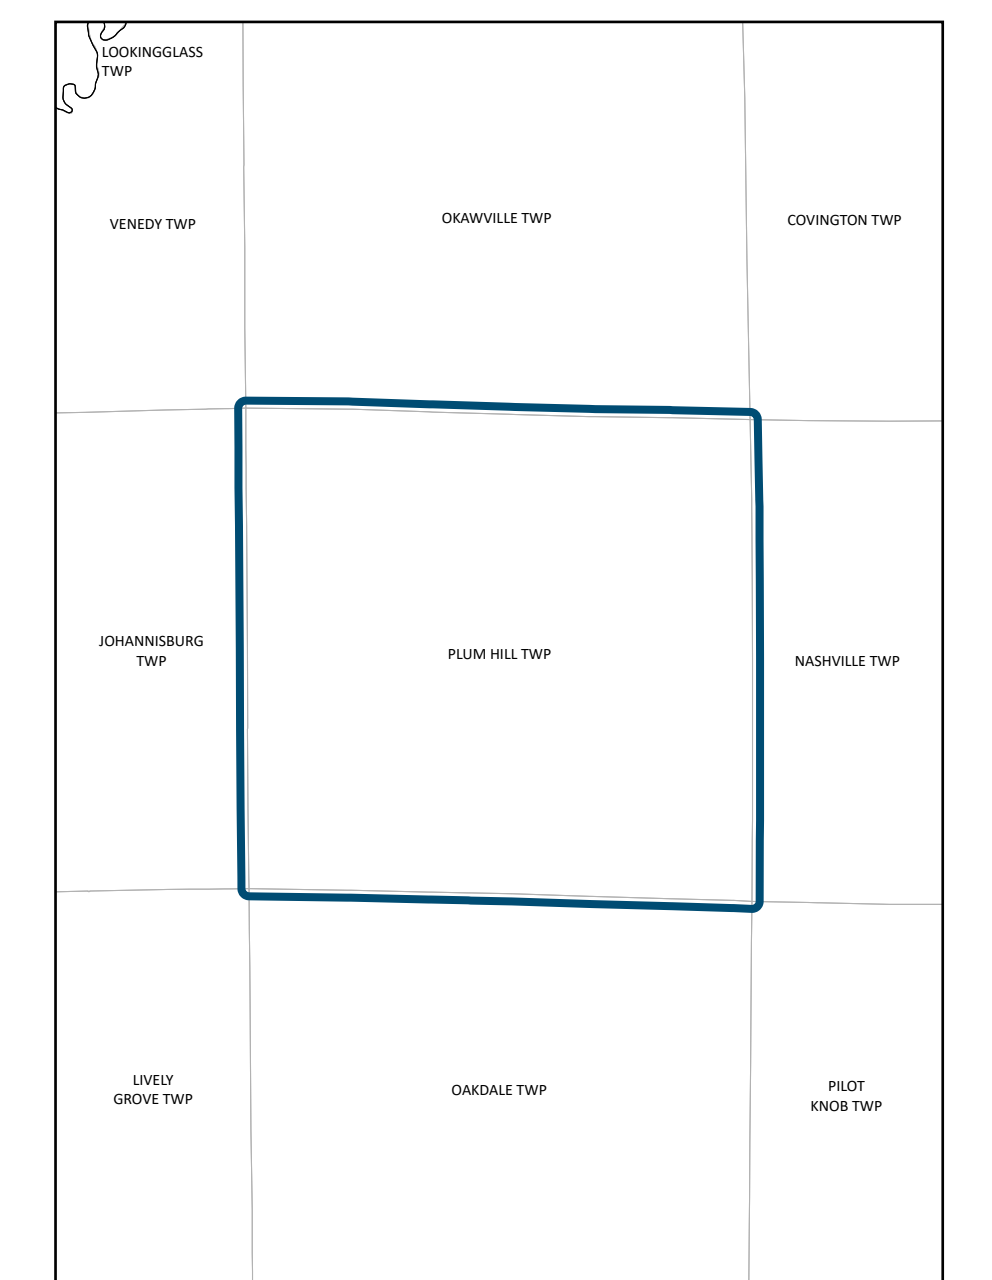 LOOKINGGLASS
TWP
VENEDY TWP
OKAWVILLE TWP
COVINGTON TWP
JOHANNISBURG
TWP
PLUM HILL TWP
NASHVILLE TWP
LIVELY
GROVE TWP
OAKDALE TWP
PILOT
KNOB TWP